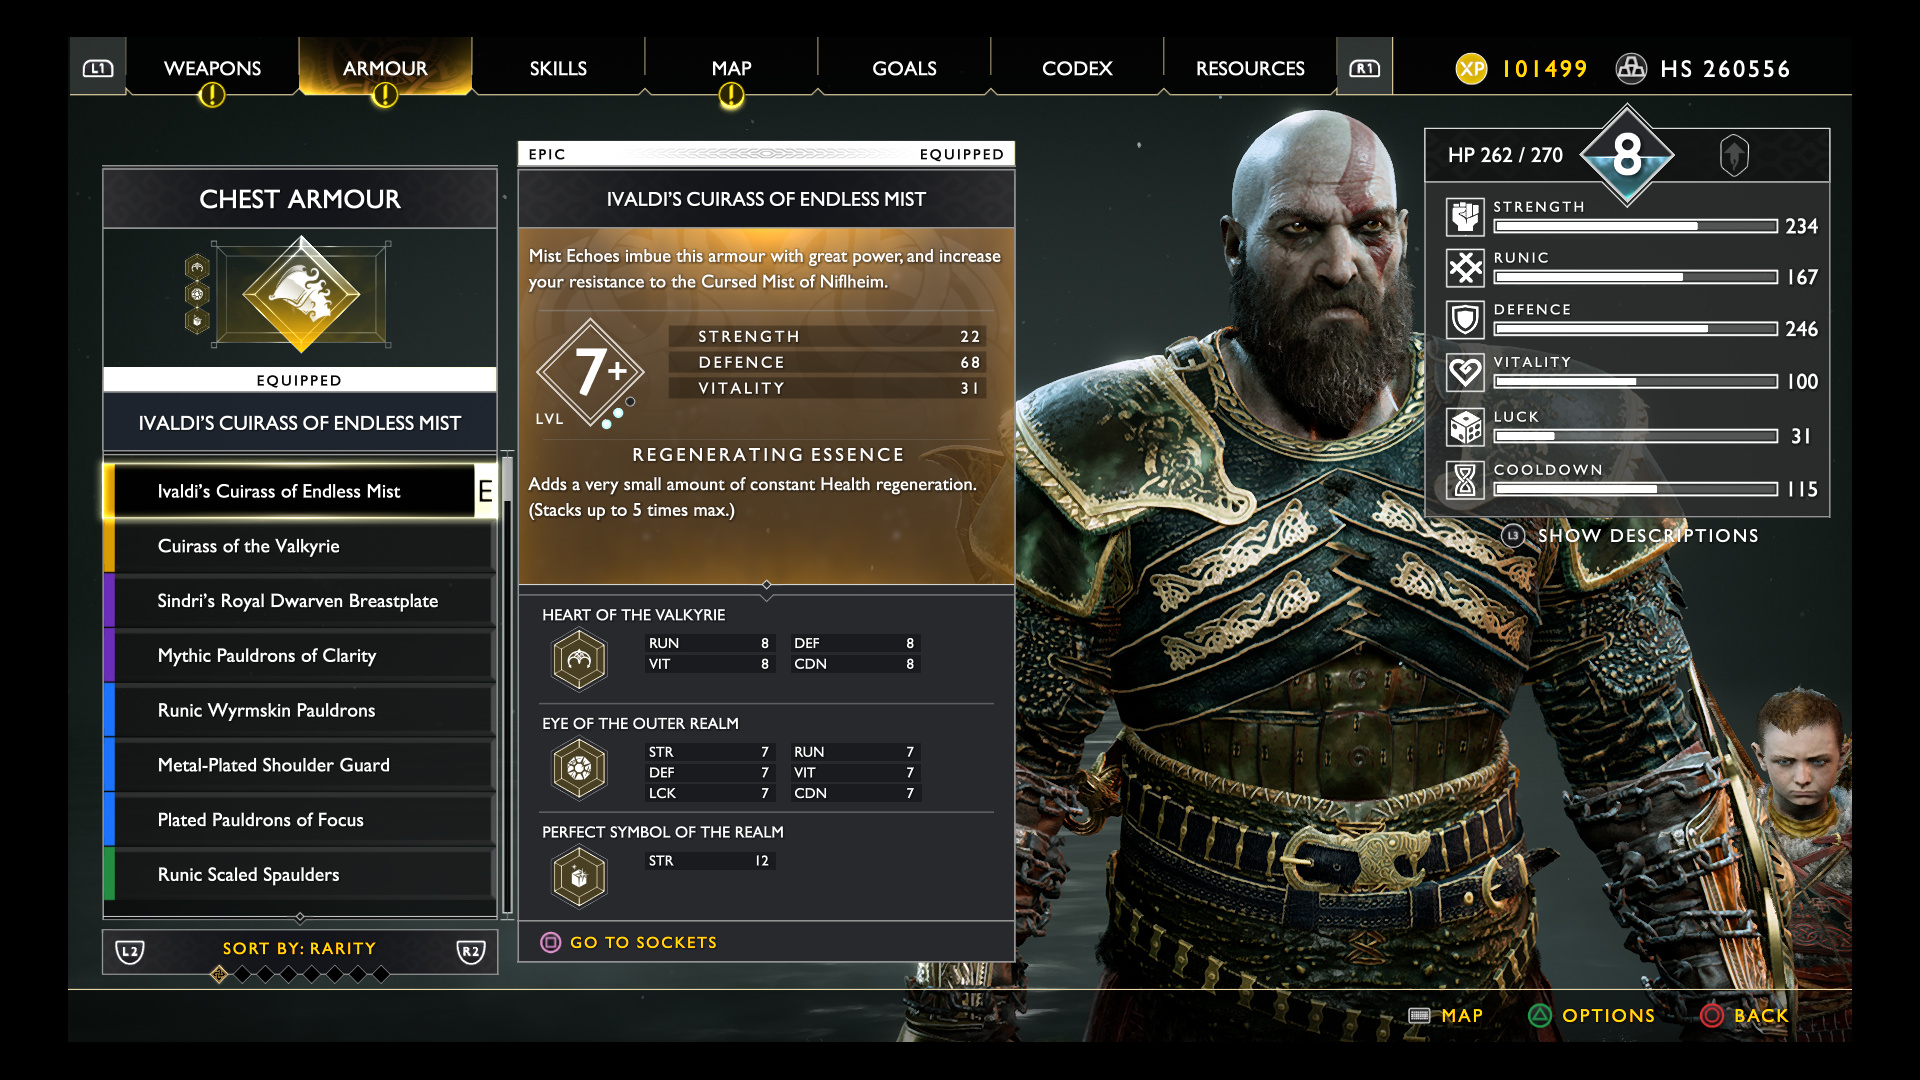 L1 WEAPONS ARMOUR SKILLS MAP GOALS CODEX RESOURCES R1 XP 101499 HS 260556
CHEST ARMOUR
EQUIPPED
IVALDI'S CUIRASS OF ENDLESS MIST
Ivaldi's Cuirass of Endless Mist E
Cuirass of the Valkyrie
Sindri's Royal Dwarven Breastplate
Mythic Pauldrons of Clarity
Runic Wyrmskin Pauldrons
Metal-Plated Shoulder Guard
Plated Pauldrons of Focus
Runic Scaled Spaulders
L2 SORT BY: RARITY R2
EPIC EQUIPPED
IVALDI'S CUIRASS OF ENDLESS MIST
Mist Echoes imbue this armour with great power, and increase
your resistance to the Cursed Mist of Niflheim.
LVL 7+
STRENGTH 22
DEFENCE 68
VITALITY 31
REGENERATING ESSENCE
Adds a very small amount of constant Health regeneration.
(Stacks up to 5 times max.)
HEART OF THE VALKYRIE
RUN 8 DEF 8
VIT 8 CDN 8
EYE OF THE OUTER REALM
STR 7 RUN 7
DEF 7 VIT 7
LCK 7 CDN 7
PERFECT SYMBOL OF THE REALM
STR 12
GO TO SOCKETS
HP 262 / 270 8
STRENGTH
234
RUNIC
167
DEFENCE
246
VITALITY
100
LUCK
31
COOLDOWN
115
L3 SHOW DESCRIPTIONS
MAP OPTIONS BACK